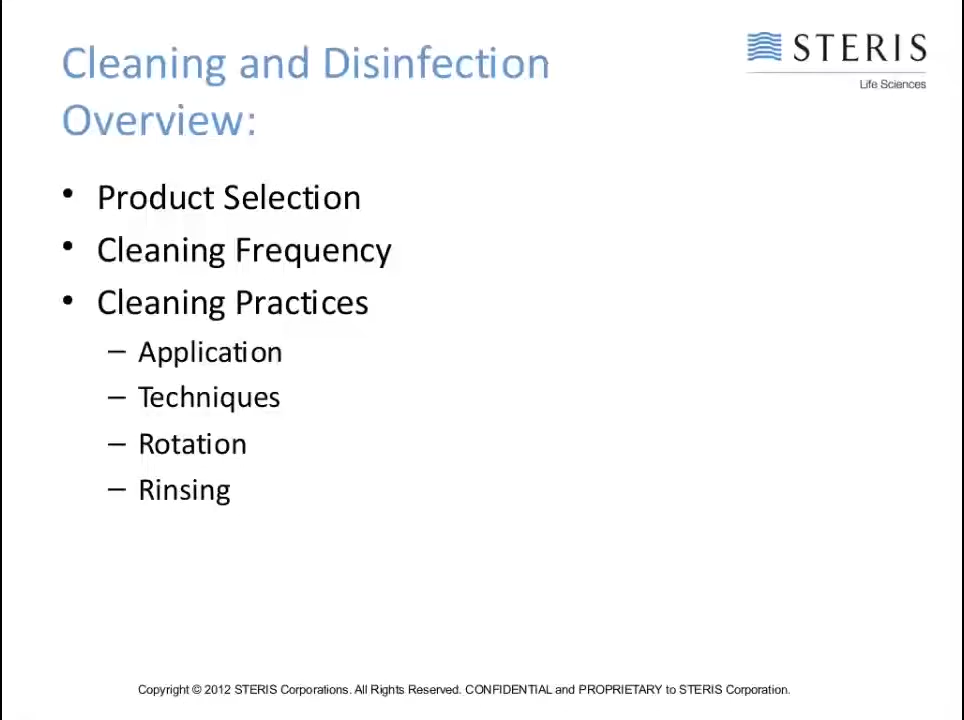 Cleaning and Disinfection
Overview:
STERIS
Life Sciences
• Product Selection
• Cleaning Frequency
• Cleaning Practices
– Application
– Techniques
– Rotation
– Rinsing
Copyright © 2012 STERIS Corporations. All Rights Reserved. CONFIDENTIAL and PROPRIETARY to STERIS Corporation.